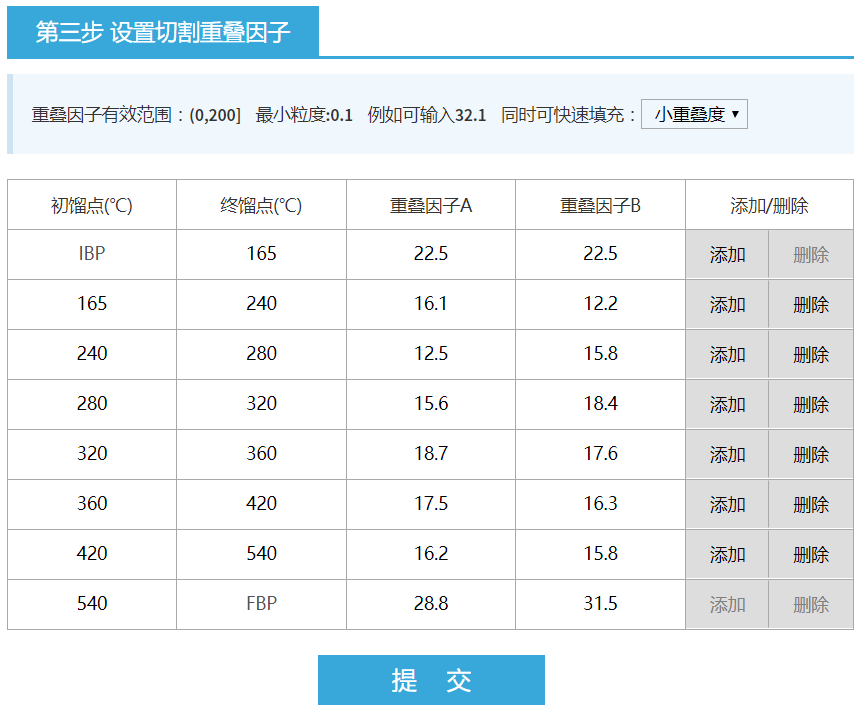 第三步 设置切割重叠因子
重叠因子有效范围：(0,200] 最小粒度:0.1 例如可输入32.1 同时可快速填充： 小重叠度
初馏点(℃) 终馏点(℃) 重叠因子A 重叠因子B 添加/删除
IBP 165 22.5 22.5 添加 删除
165 240 16.1 12.2 添加 删除
240 280 12.5 15.8 添加 删除
280 320 15.6 18.4 添加 删除
320 360 18.7 17.6 添加 删除
360 420 17.5 16.3 添加 删除
420 540 16.2 15.8 添加 删除
540 FBP 28.8 31.5 添加 删除
提 交